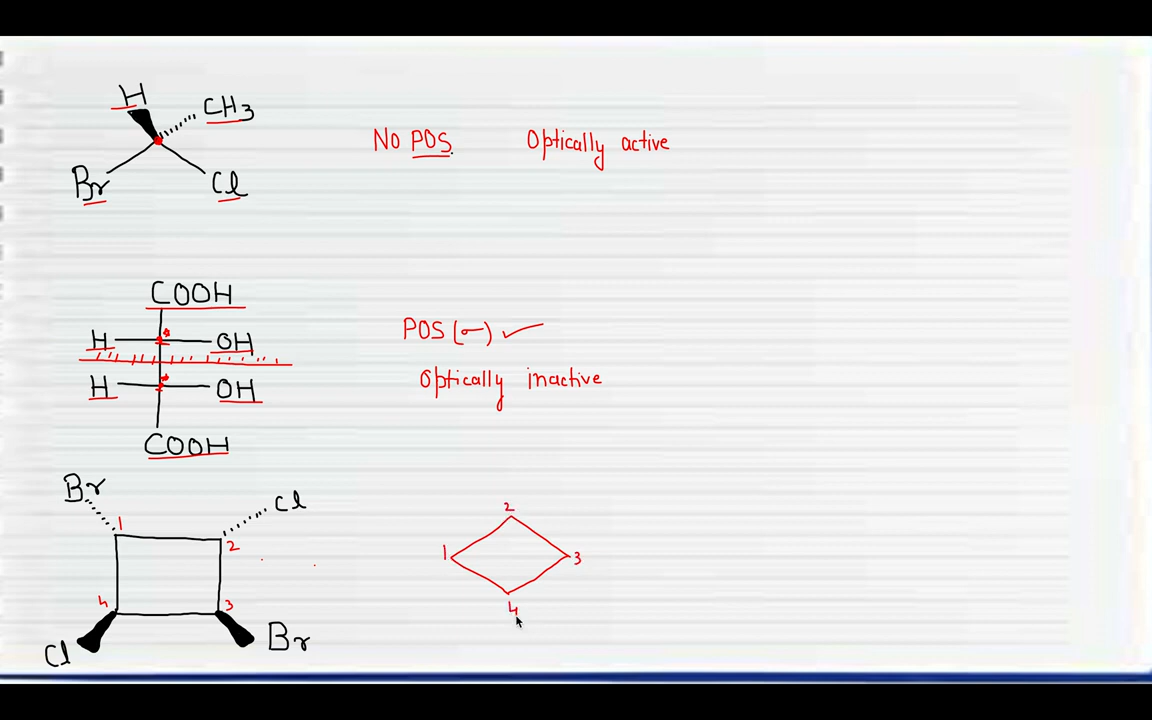 H
CH3
No POS. Optically active
Br
Cl
COOH
H OH
POS (σ)
Optically inactive
H OH
COOH
Br
Cl
1
2
2
1
3
4
3
4
Cl
Br